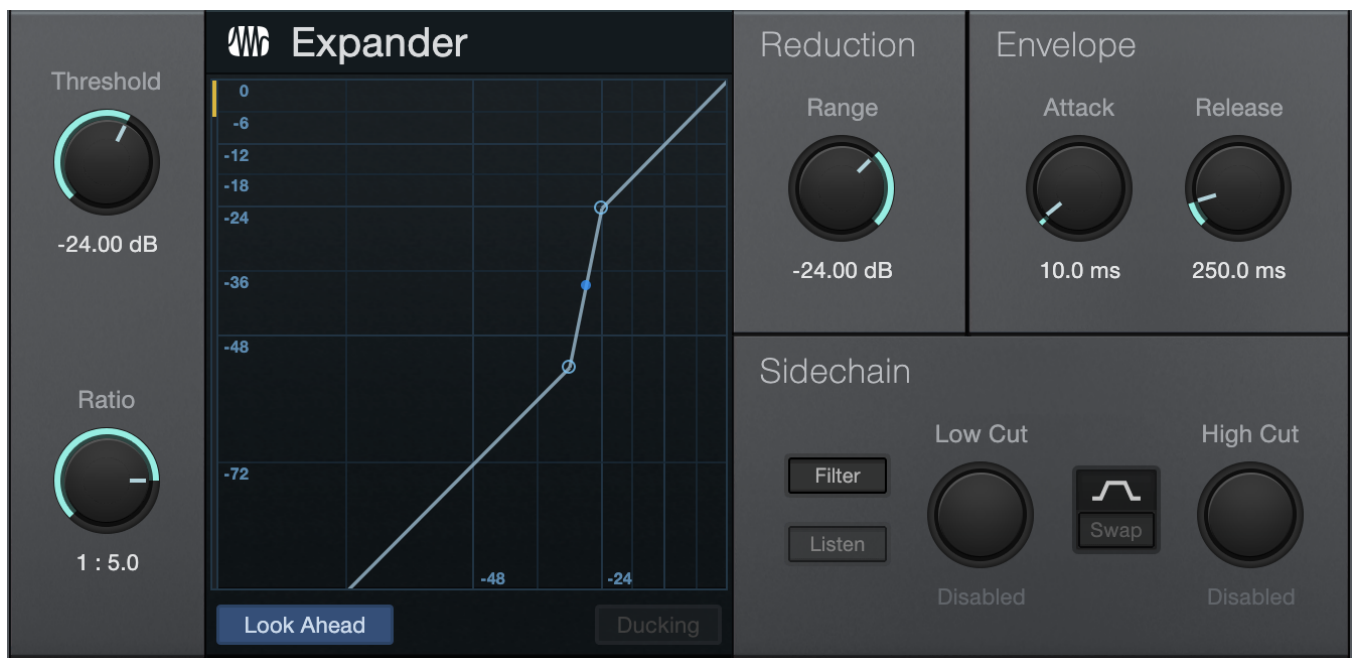 Threshold
-24.00 dB
Ratio
1 : 5.0
Expander
0
-6
-12
-18
-24
-36
-48
-72
-48
-24
Look Ahead
Ducking
Reduction
Range
-24.00 dB
Envelope
Attack
Release
10.0 ms
250.0 ms
Sidechain
Filter
Listen
Low Cut
Disabled
Swap
High Cut
Disabled